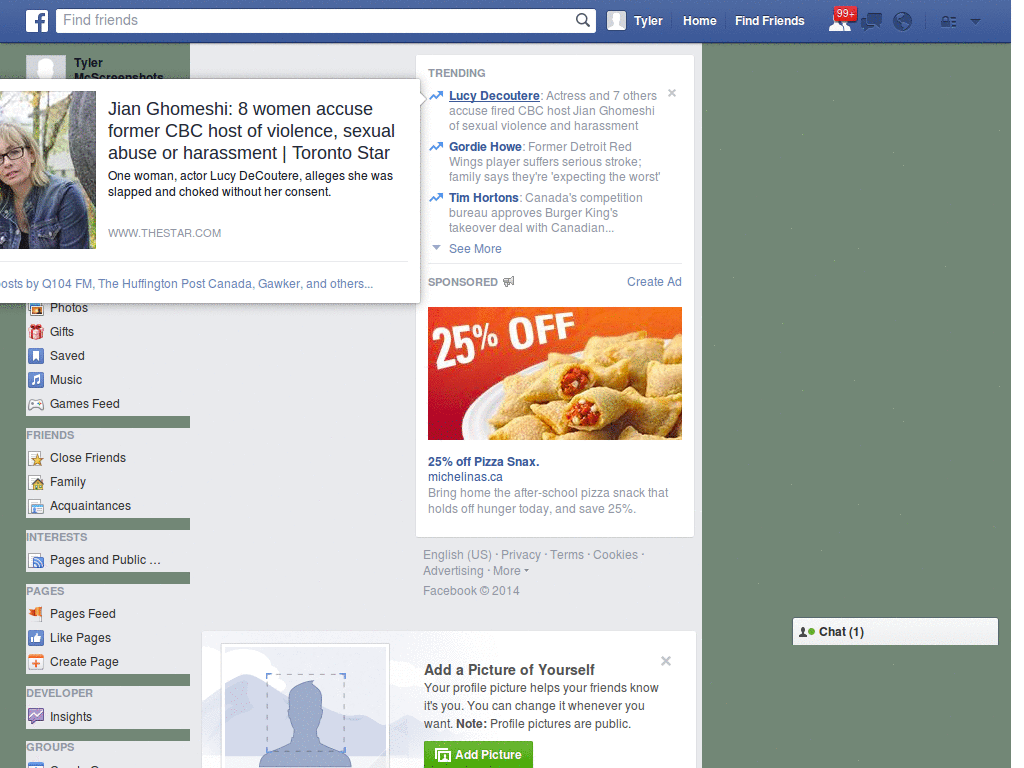 f
Find friends
Tyler
Home
Find Friends
99+
Tyler
McScreenshots
Jian Ghomeshi: 8 women accuse
former CBC host of violence, sexual
abuse or harassment | Toronto Star
One woman, actor Lucy DeCoutere, alleges she was
slapped and choked without her consent.
WWW.THESTAR.COM
osts by Q104 FM, The Huffington Post Canada, Gawker, and others...
Photos
Gifts
Saved
Music
Games Feed
FRIENDS
Close Friends
Family
Acquaintances
INTERESTS
Pages and Public ...
PAGES
Pages Feed
Like Pages
Create Page
DEVELOPER
Insights
GROUPS
TRENDING
Lucy Decoutere: Actress and 7 others
accuse fired CBC host Jian Ghomeshi
of sexual violence and harassment
Gordie Howe: Former Detroit Red
Wings player suffers serious stroke;
family says they're 'expecting the worst'
Tim Hortons: Canada's competition
bureau approves Burger King's
takeover deal with Canadian...
See More
SPONSORED
Create Ad
25% OFF
25% off Pizza Snax.
michelinas.ca
Bring home the after-school pizza snack that
holds off hunger today, and save 25%.
English (US) · Privacy · Terms · Cookies ·
Advertising · More
Facebook © 2014
Add a Picture of Yourself
Your profile picture helps your friends know
it's you. You can change it whenever you
want. Note: Profile pictures are public.
Add Picture
Chat (1)